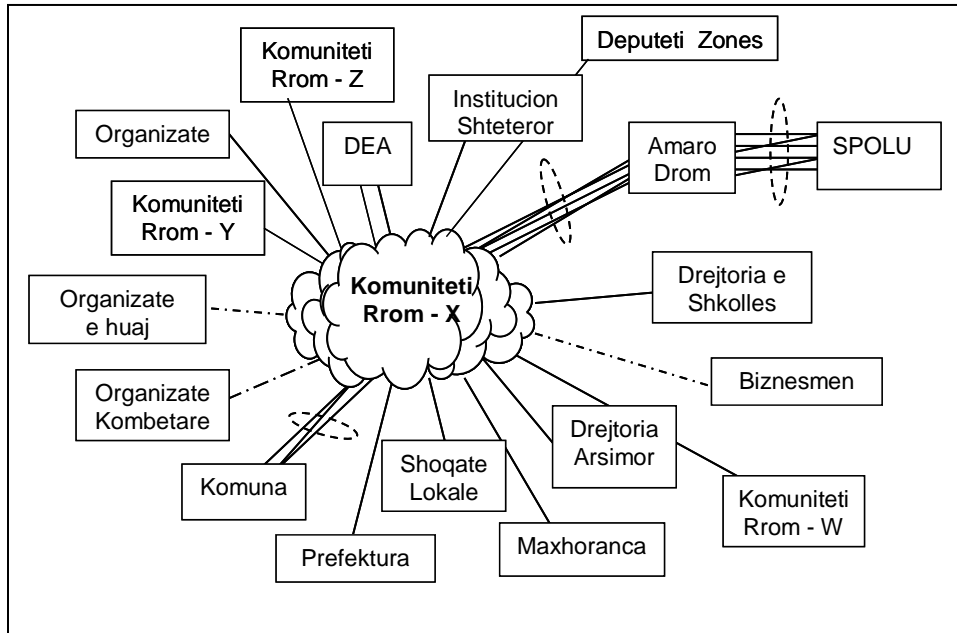 Deputeti Zones
Komuniteti
Rrom - Z
Institucion
Shteteror
Organizate
DEA
Amaro
Drom
SPOLU
Komuniteti
Rrom - Y
Komuniteti
Rrom - X
Drejtoria e
Shkolles
Organizate
e huaj
Biznesmen
Organizate
Kombetare
Drejtoria
Arsimor
Shoqate
Lokale
Komuna
Komuniteti
Rrom - W
Prefektura
Maxhoranca